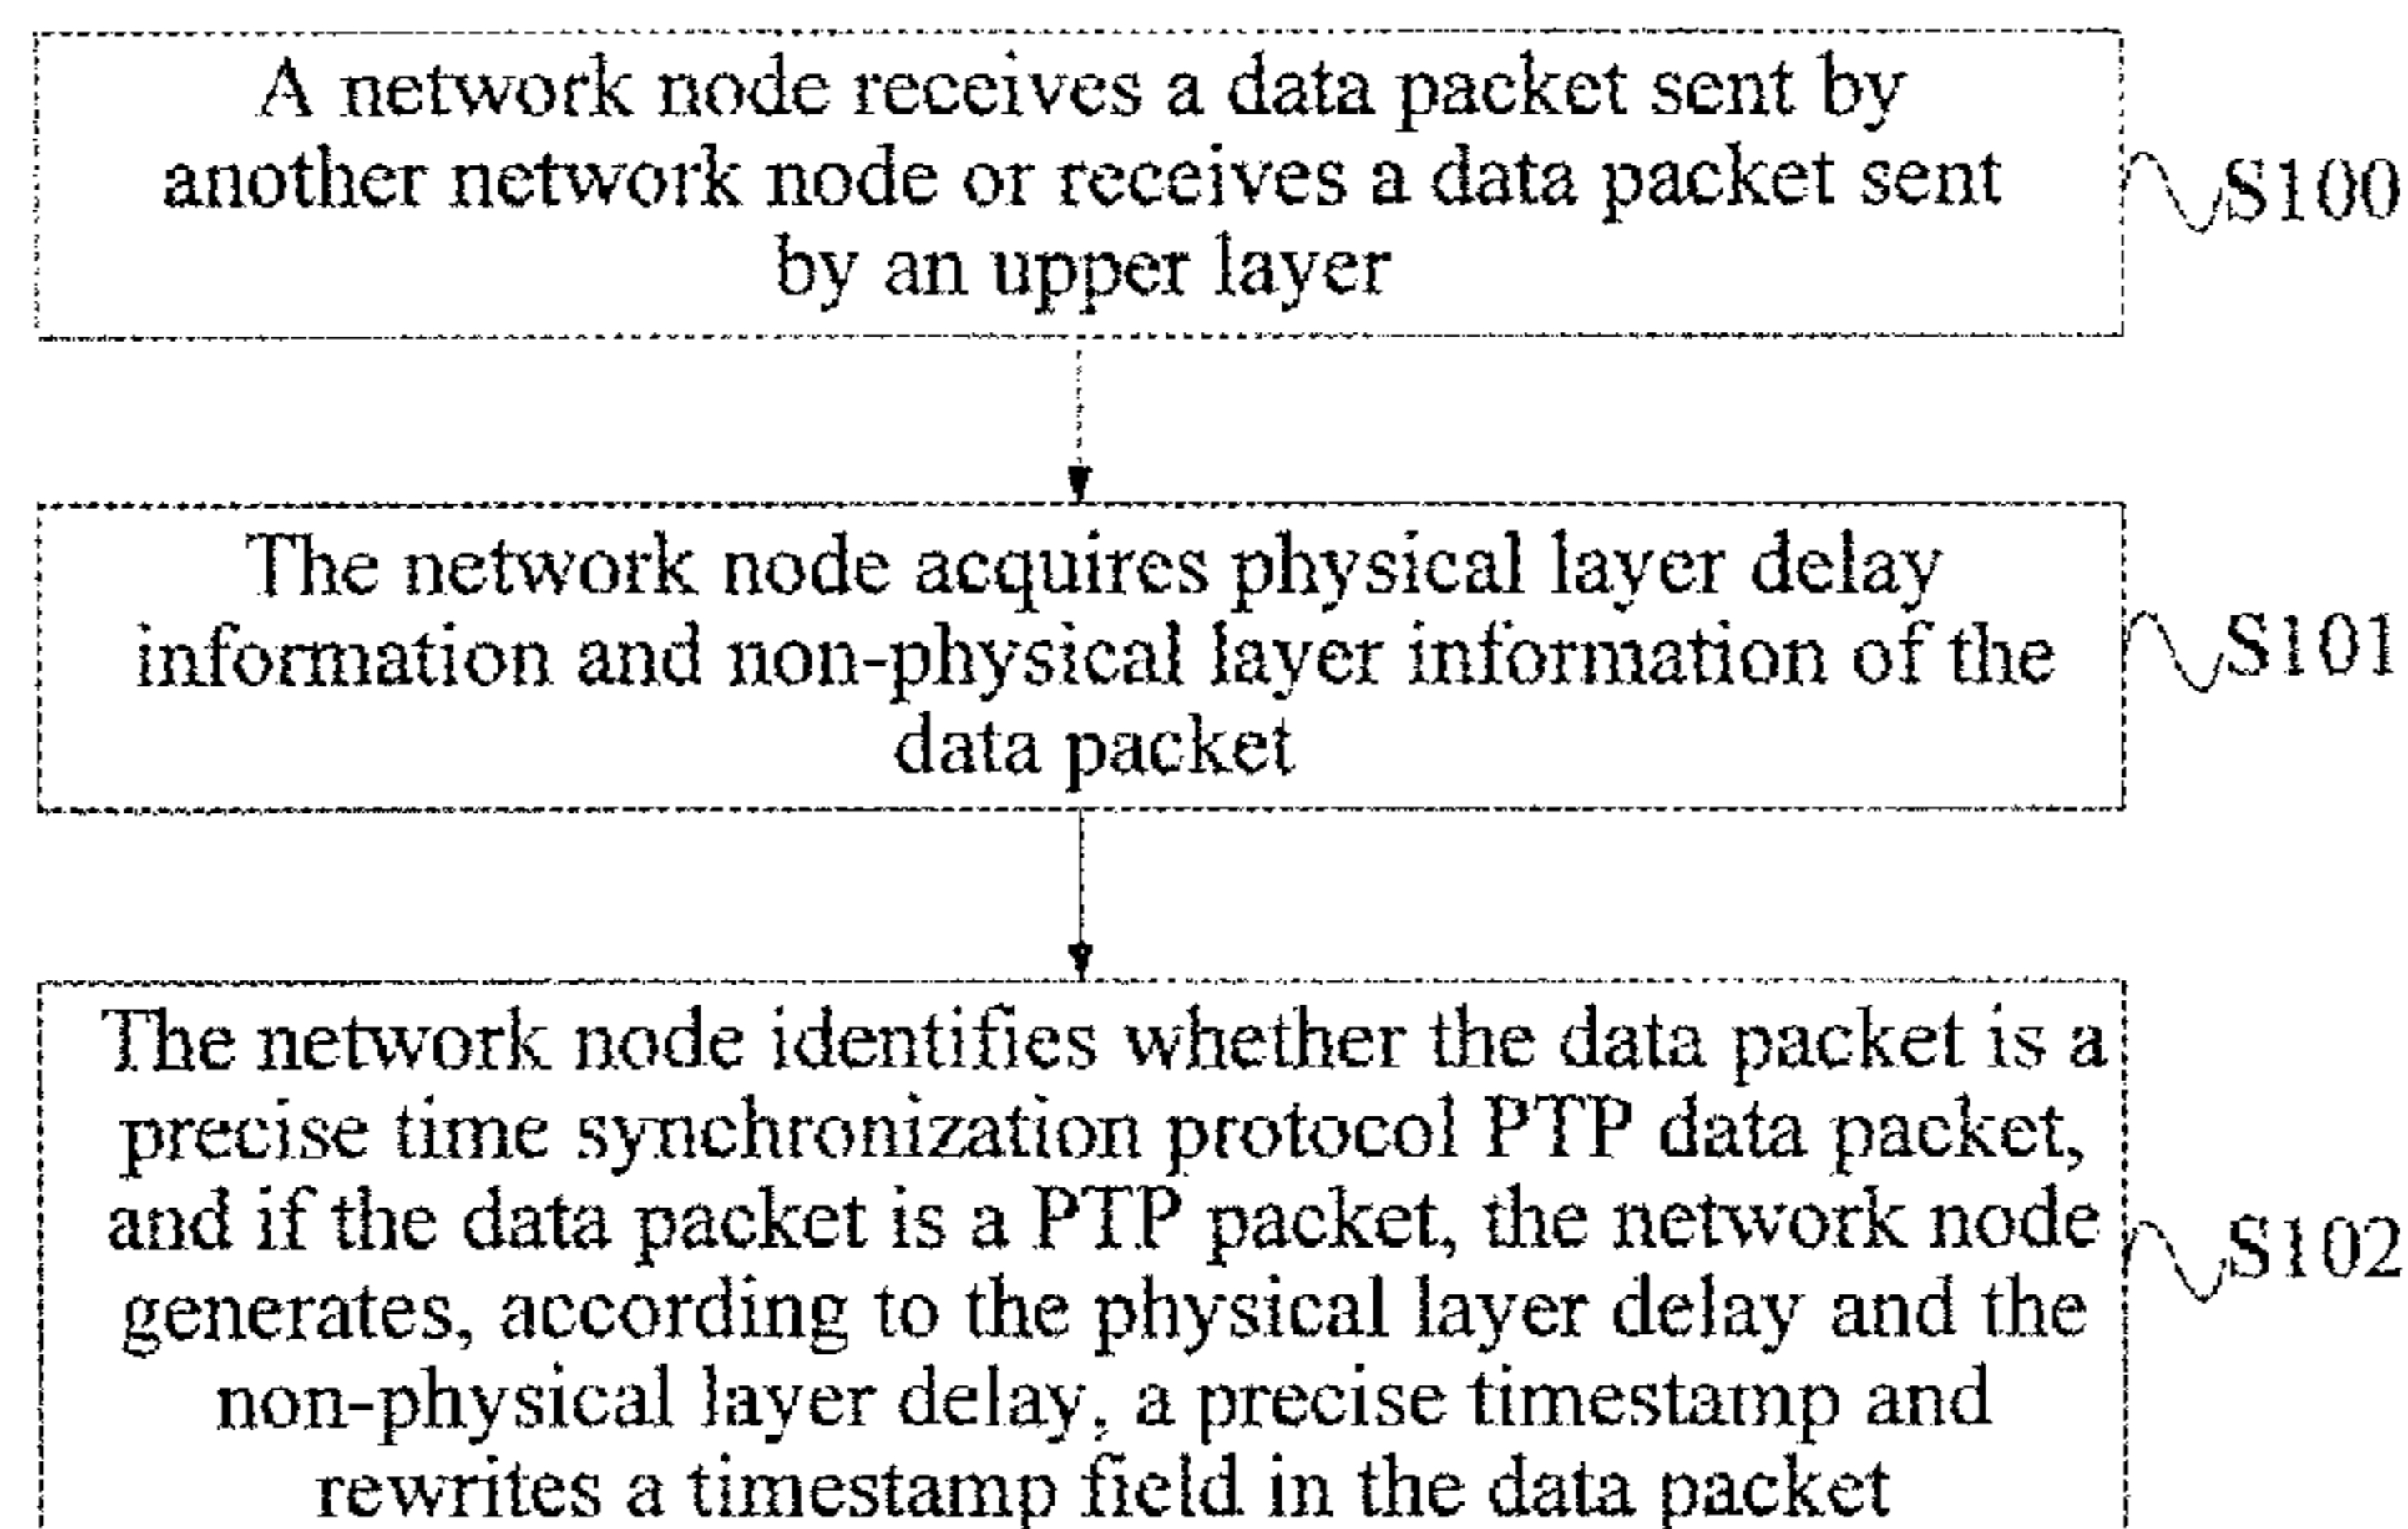 A network node receives a data packet sent by
another network node or receives a data packet sent
by an upper layer
S100
The network node acquires physical layer delay
information and non-physical layer information of the
data packet
S101
The network node identifies whether the data packet is a
precise time synchronization protocol PTP data packet,
and if the data packet is a PTP packet, the network node
generates, according to the physical layer delay and the
non-physical layer delay, a precise timestamp and
rewrites a timestamp field in the data packet
S102